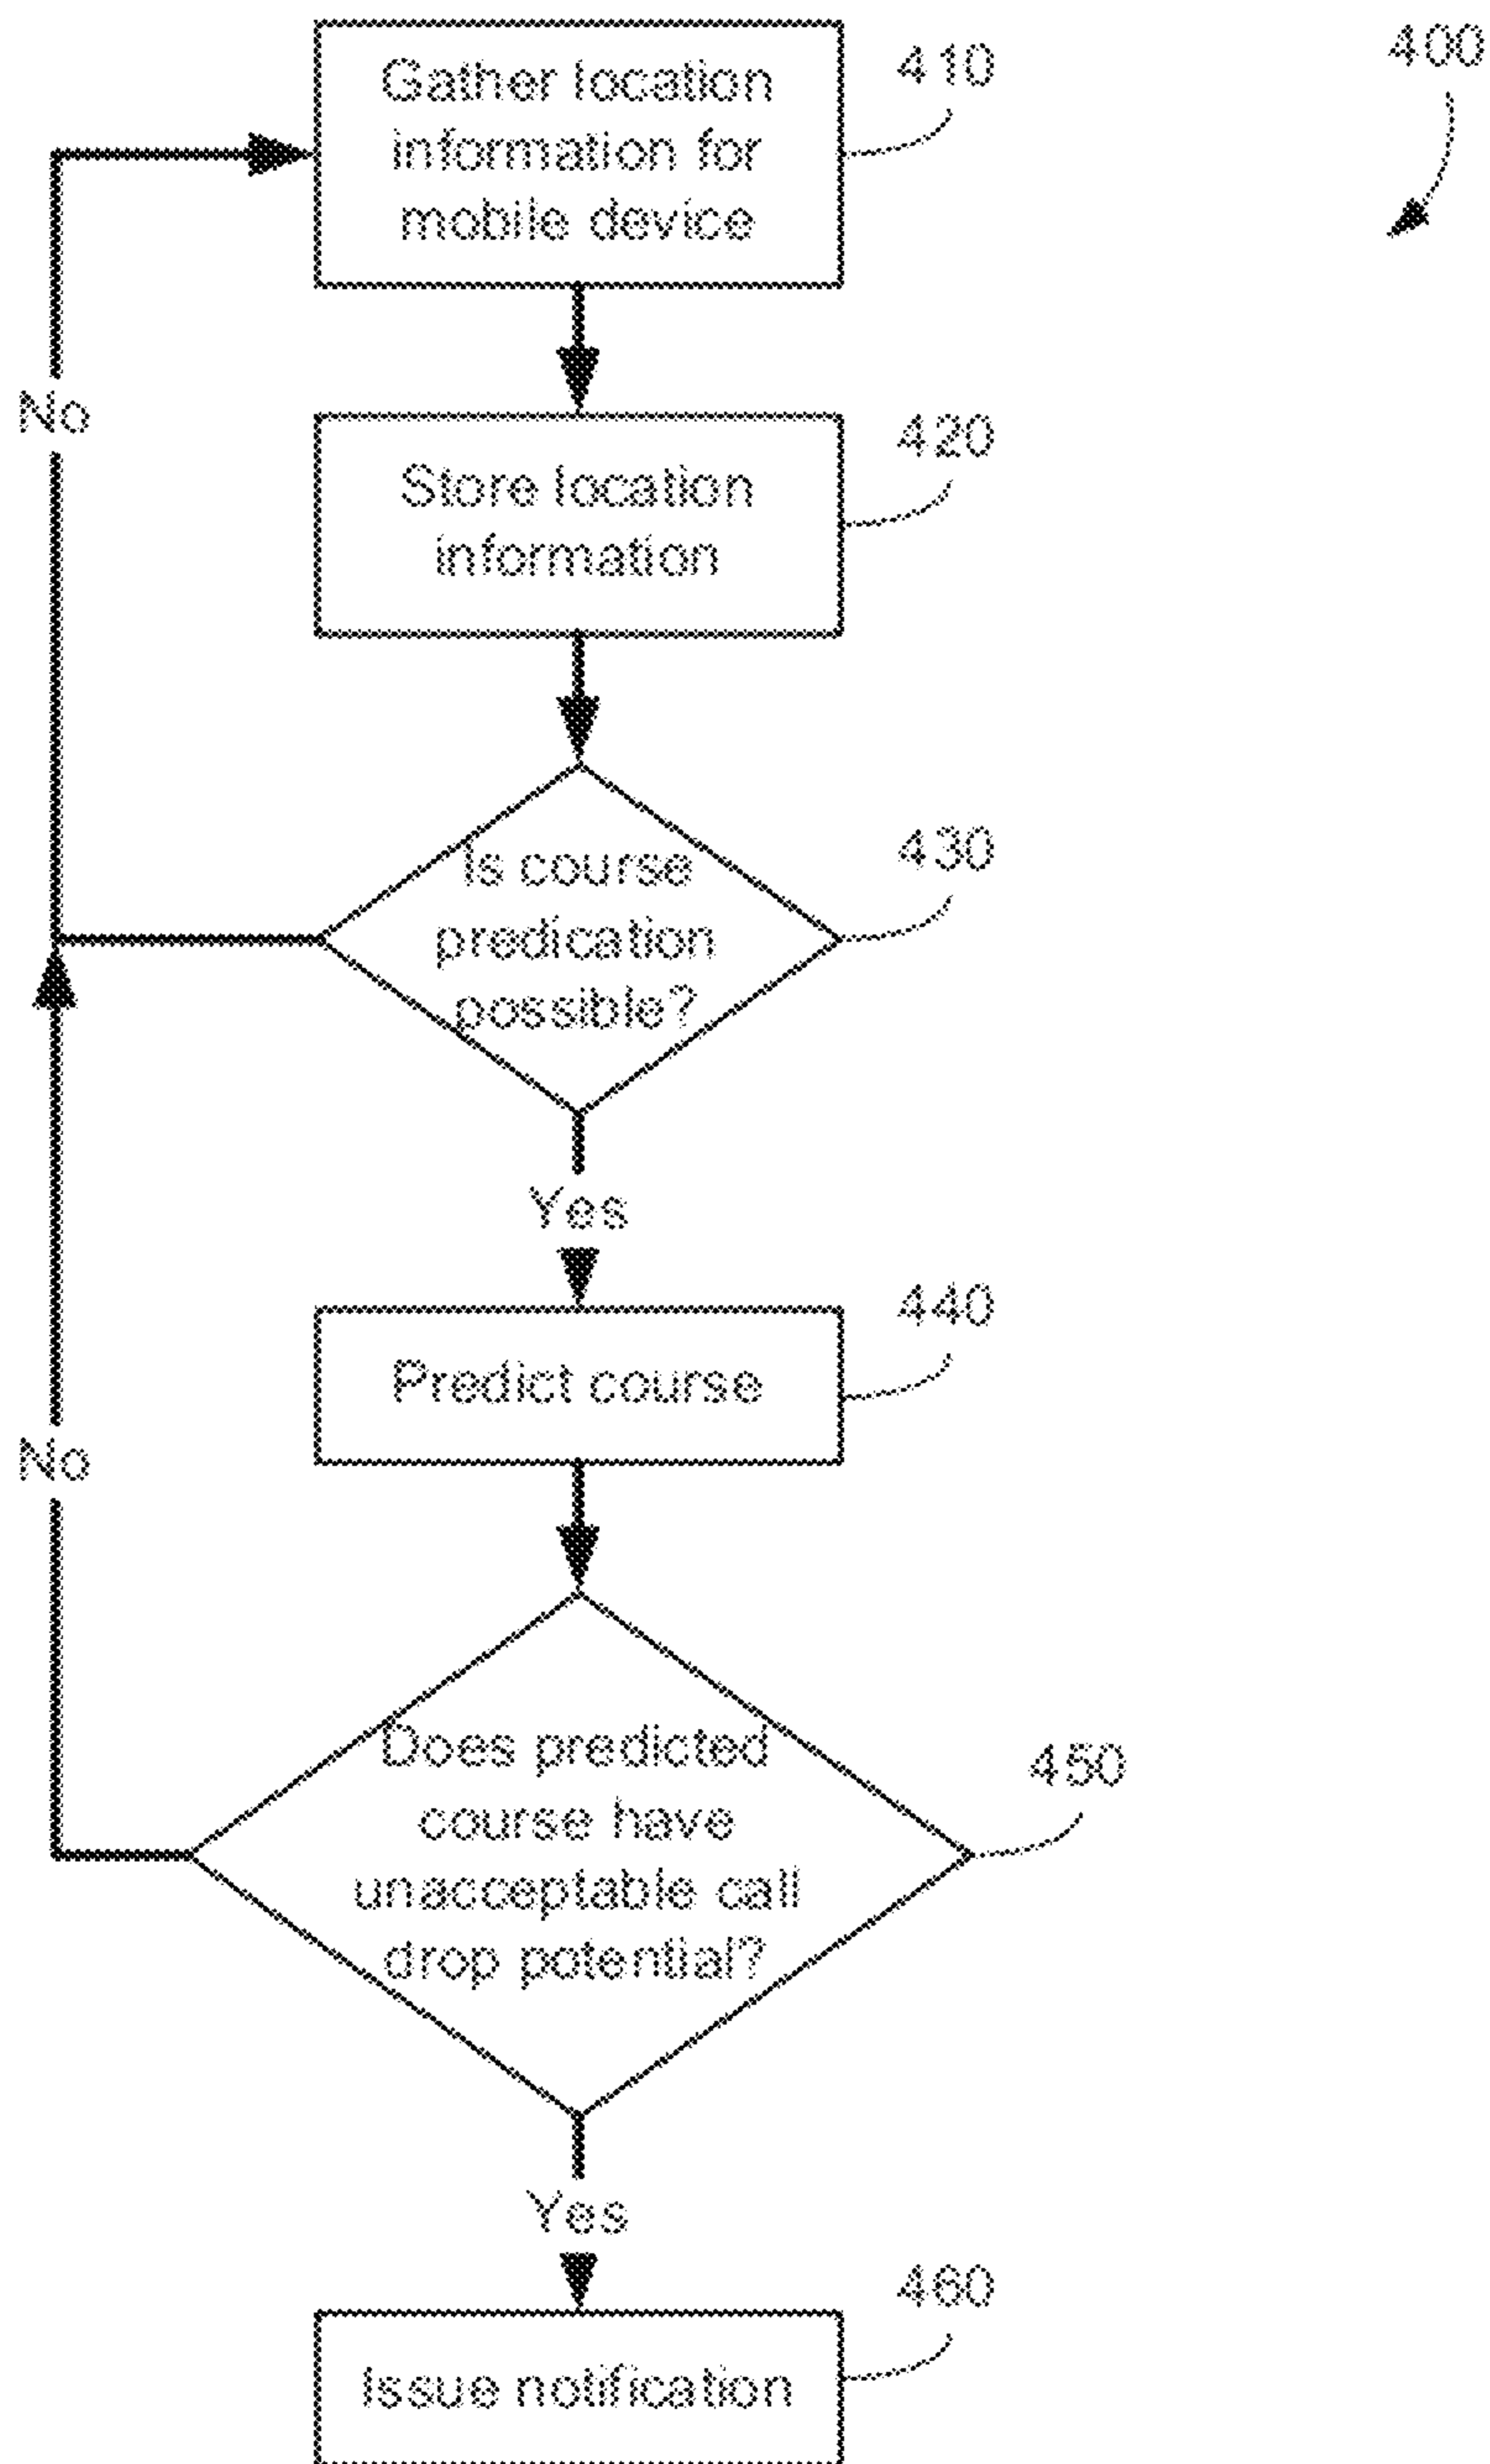 Gather location
information for
mobile device
410
400
No
Store location
information
420
Is course
predication
possible?
430
Yes
Predict course
440
No
Does predicted
course have
unacceptable call
drop potential?
450
Yes
Issue notification
460